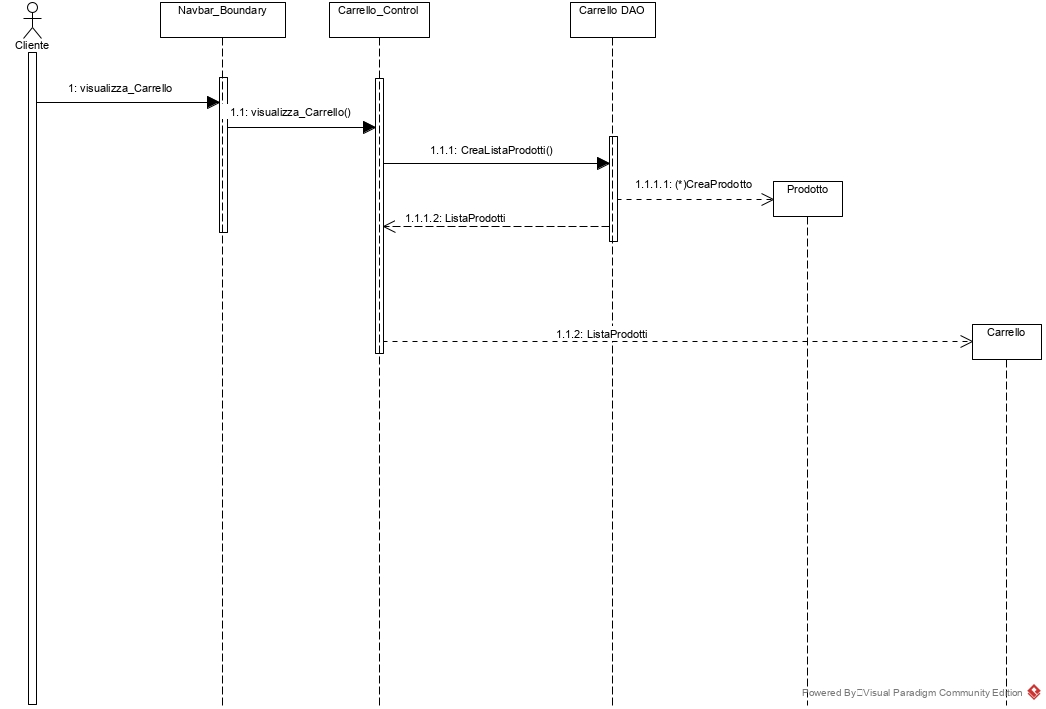 Navbar_Boundary
Carrello_Control
Carrello DAO
Cliente
1: visualizza_Carrello
1.1: visualizza_Carrello()
1.1.1: CreaListaProdotti()
1.1.1.1: (*)CreaProdotto
Prodotto
1.1.1.2: ListaProdotti
1.1.2: ListaProdotti
Carrello
Powered By Visual Paradigm Community Edition